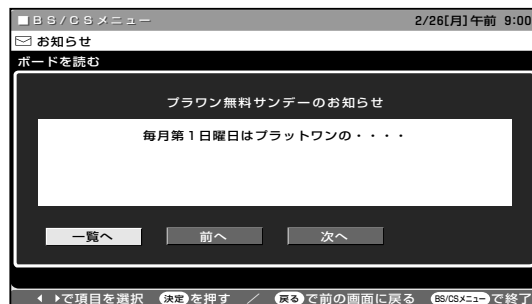 ■BS/CSメニュー 2/26[月]午前 9:00
お知らせ
ボードを読む
プラワン無料サンデーのお知らせ
毎月第1日曜日はプラットワンの・・・・
一覧へ 前へ 次へ
で項目を選択 決定を押す / 戻るで前の画面に戻る BS/CSメニューで終了